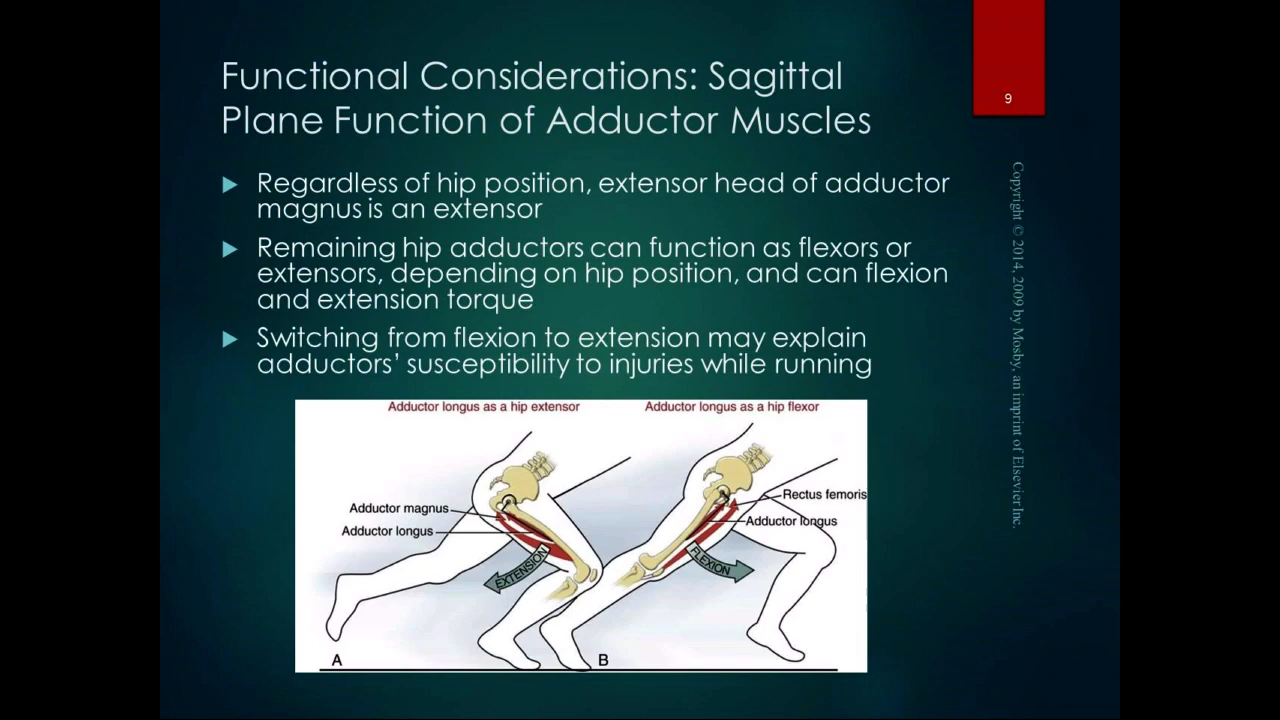 Functional Considerations: Sagittal
Plane Function of Adductor Muscles
9
Regardless of hip position, extensor head of adductor
magnus is an extensor
Remaining hip adductors can function as flexors or
extensors, depending on hip position, and can flexion
and extension torque
Switching from flexion to extension may explain
adductors’ susceptibility to injuries while running
Adductor longus as a hip extensor
Adductor magnus
Adductor longus
EXTENSION
A
Adductor longus as a hip flexor
Rectus femoris
Adductor longus
FLEXION
B
Copyright © 2014, 2009 by Mosby, an imprint of Elsevier Inc.